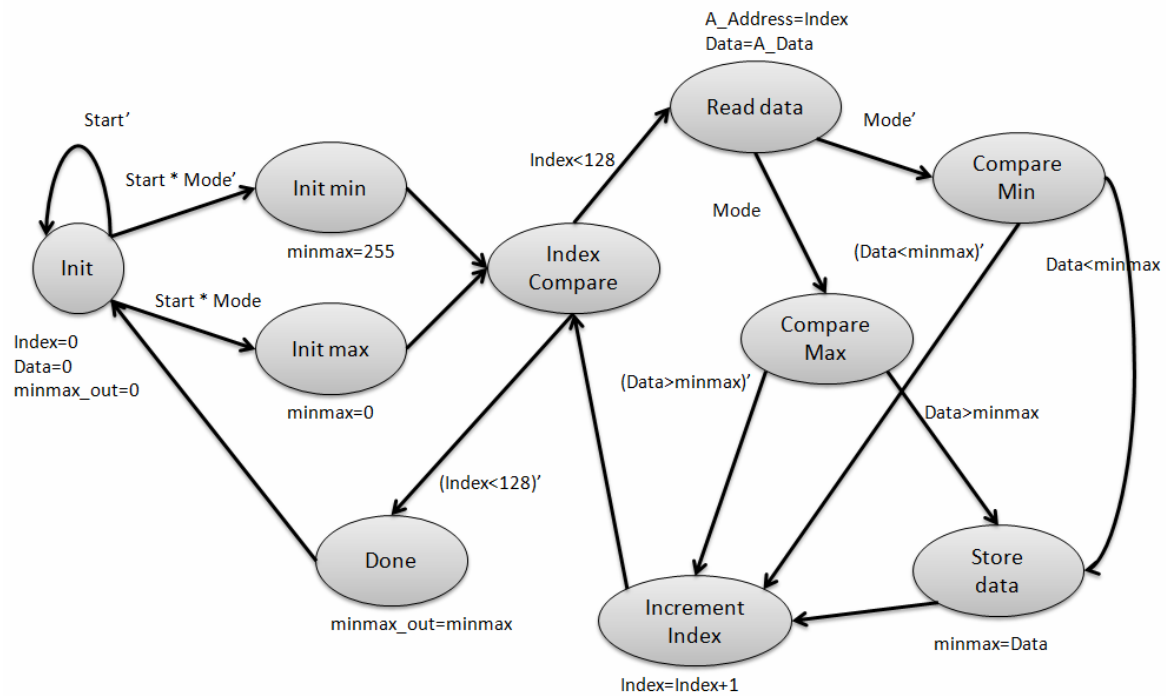 A_Address=Index
Data=A_Data
Read data
Start’
Mode’
Index<128
Compare
Min
Start * Mode’
Init min
Mode
minmax=255
Index
Compare
(Data<minmax)’
Data<minmax
Init
Start * Mode
Index=0
Data=0
minmax_out=0
Init max
minmax=0
Compare
Max
(Data>minmax)’
Data>minmax
(Index<128)’
Done
minmax_out=minmax
Store
data
minmax=Data
Increment
Index
Index=Index+1